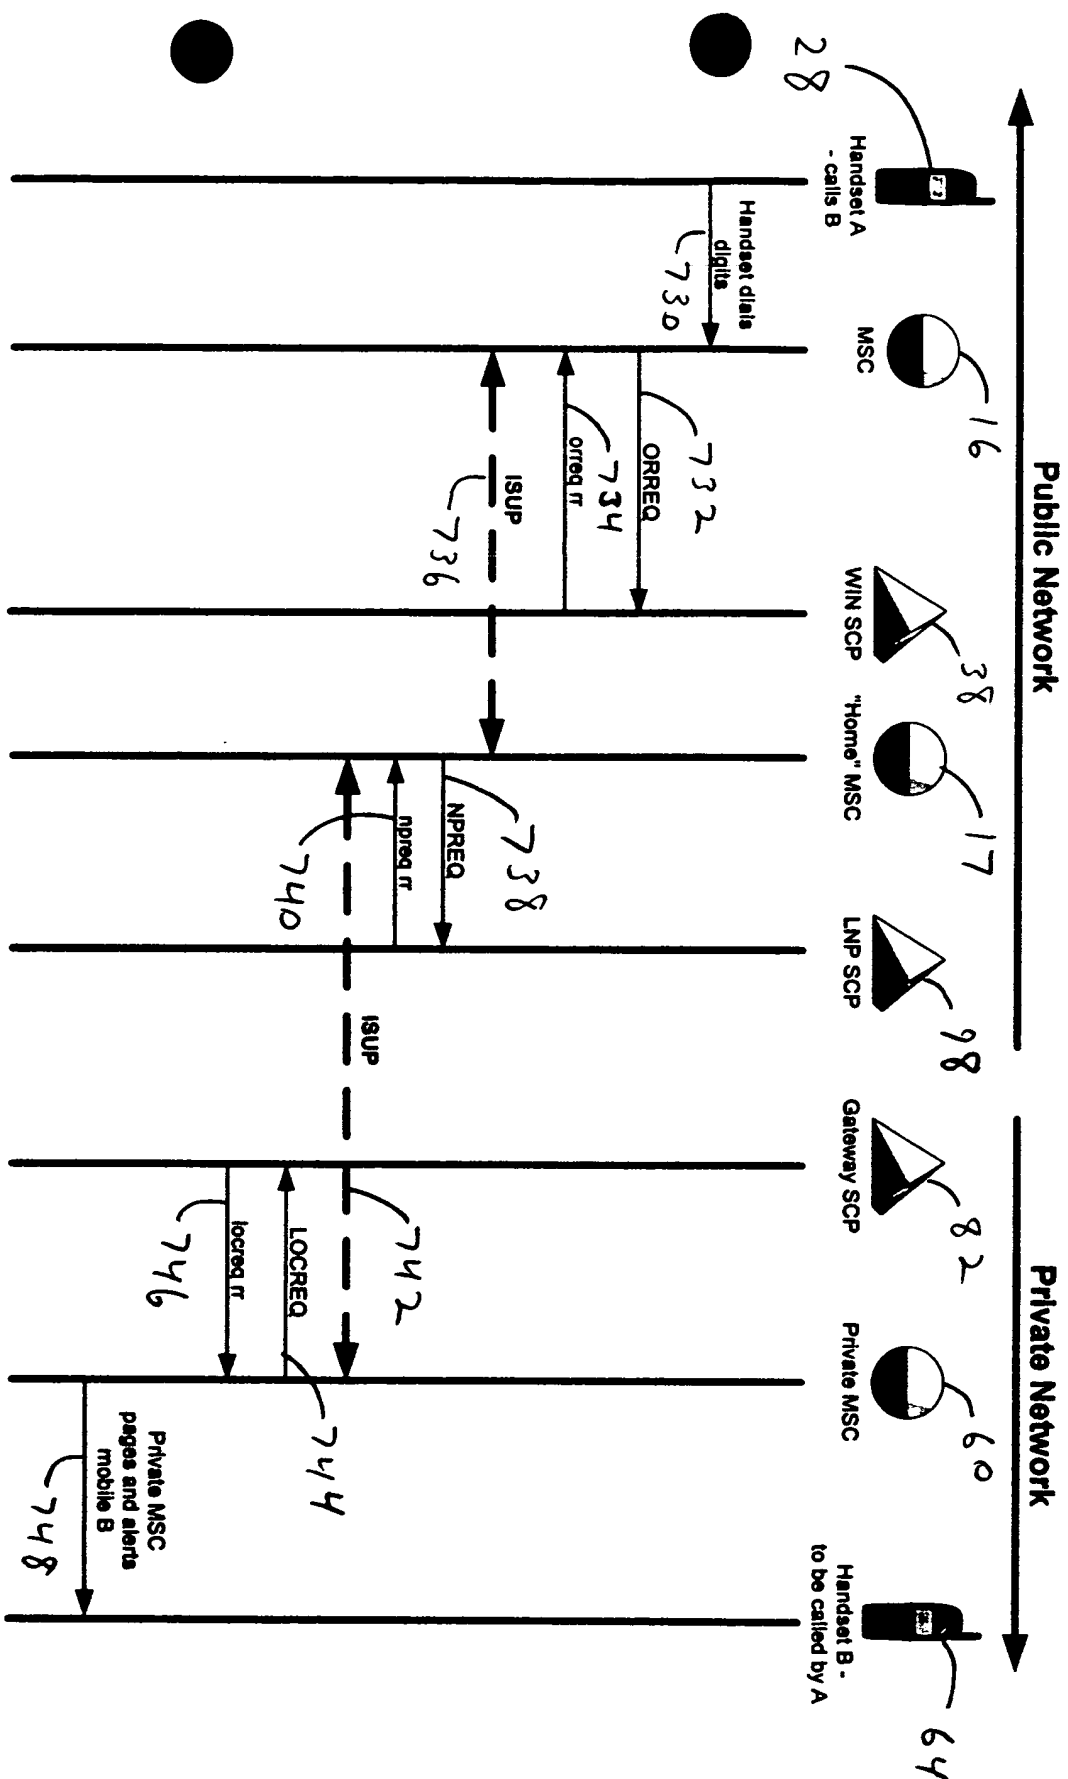 Public Network
Private Network
28
16
38
17
98
82
60
64
Handset A
- calls B
MSC
WIN SCP
"Home" MSC
LNP SCP
Gateway SCP
Private MSC
Handset B -
to be called by A
Handset dials
digits
730
732
ORREQ
734
orreq rr
ISUP
736
738
NPREQ
npreq rr
740
ISUP
742
LOCREQ
744
locreq rr
746
Private MSC
pages and alerts
mobile B
748